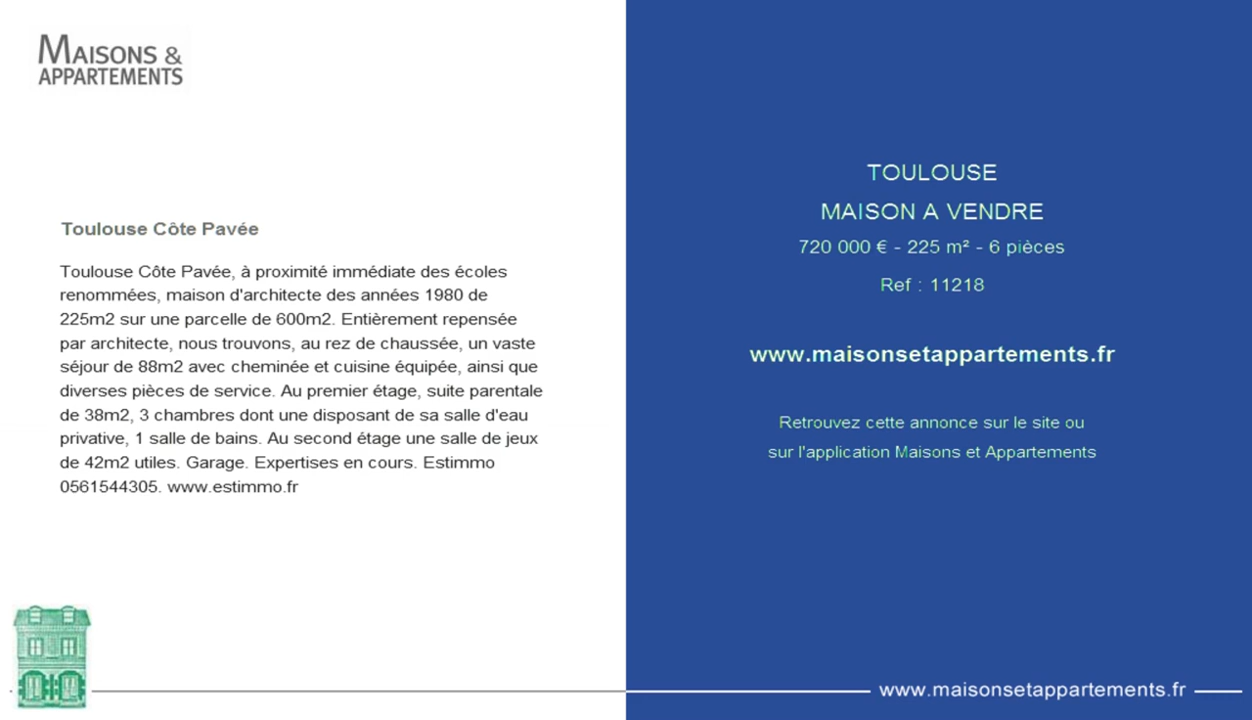 MAISONS &
APPARTEMENTS
Toulouse Côte Pavée
Toulouse Côte Pavée, à proximité immédiate des écoles
renommées, maison d'architecte des années 1980 de
225m2 sur une parcelle de 600m2. Entièrement repensée
par architecte, nous trouvons, au rez de chaussée, un vaste
séjour de 88m2 avec cheminée et cuisine équipée, ainsi que
diverses pièces de service. Au premier étage, suite parentale
de 38m2, 3 chambres dont une disposant de sa salle d'eau
privative, 1 salle de bains. Au second étage une salle de jeux
de 42m2 utiles. Garage. Expertises en cours. Estimmo
0561544305. www.estimmo.fr
TOULOUSE
MAISON A VENDRE
720 000 € - 225 m² - 6 pièces
Ref : 11218
www.maisonsetappartements.fr
Retrouvez cette annonce sur le site ou
sur l'application Maisons et Appartements
www.maisonsetappartements.fr